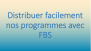 Distribuer facilement
nos programmes avec
FBS